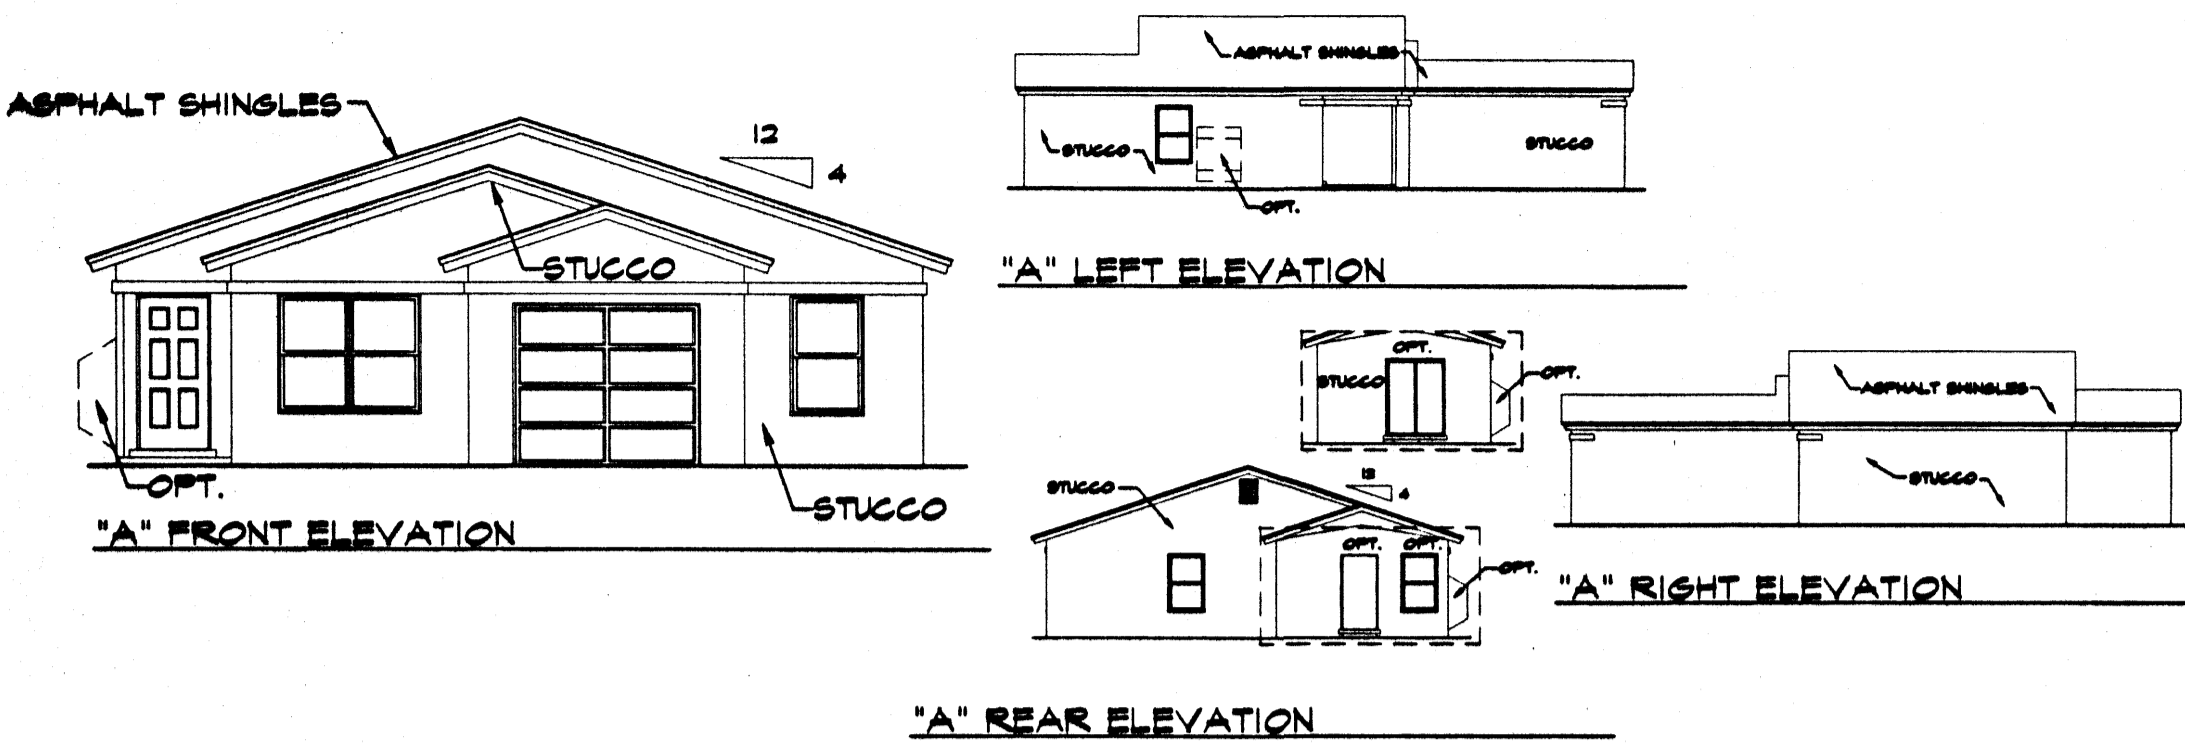 ASPHALT SHINGLES
12
4
STUCCO
OPT.
STUCCO
"A" FRONT ELEVATION
ASPHALT SHINGLES
STUCCO
STUCCO
OPT.
"A" LEFT ELEVATION
OPT.
STUCCO
OPT.
STUCCO
12
4
OPT.
OPT.
OPT.
"A" REAR ELEVATION
ASPHALT SHINGLES
STUCCO
"A" RIGHT ELEVATION